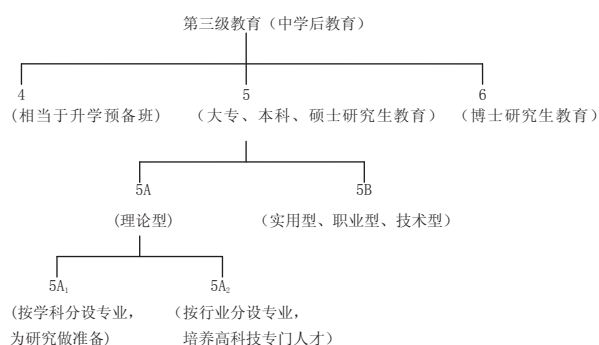 第三级教育（中学后教育）
4 5 6
(相当于升学预备班) （大专、本科、硕士研究生教育） （博士研究生教育）
5A 5B
(理论型) （实用型、职业型、技术型）
5A₁ 5A₂
(按学科分设专业， （按行业分设专业，
为研究做准备) 培养高科技专门人才）